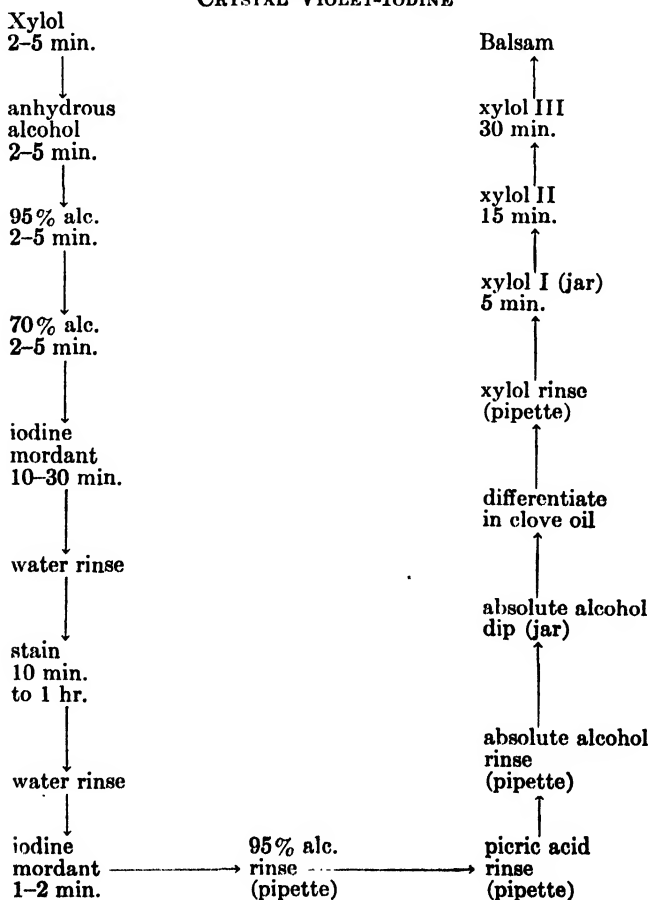 CRYSTAL VIOLET-IODINE
Xylol
2–5 min.
anhydrous
alcohol
2–5 min.
95% alc.
2–5 min.
70% alc.
2–5 min.
iodine
mordant
10–30 min.
water rinse
stain
10 min.
to 1 hr.
water rinse
iodine
mordant
1–2 min.
95% alc.
rinse
(pipette)
picric acid
rinse
(pipette)
absolute alcohol
rinse
(pipette)
absolute alcohol
dip (jar)
differentiate
in clove oil
xylol rinse
(pipette)
xylol I (jar)
5 min.
xylol II
15 min.
xylol III
30 min.
Balsam